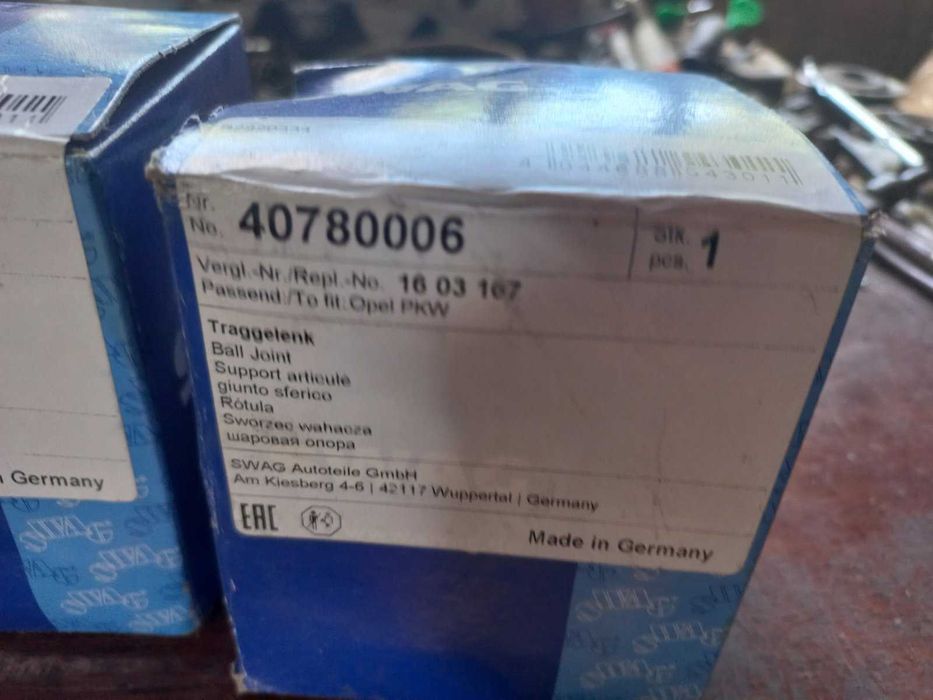 40780006
Nr.
No.
Stk.
pcs.
1
Vergl.-Nr./Repl.-No. 16 03 167
Passend./To fit. Opel PKW
Traggelenk
Ball Joint
Support articulé
giunto sferico
Rótula
Sworzec wahacza
шаровая опора
SWAG Autoteile GmbH
Am Kiesberg 4-6 | 42117 Wuppertal | Germany
EAC
Made in Germany
Germany